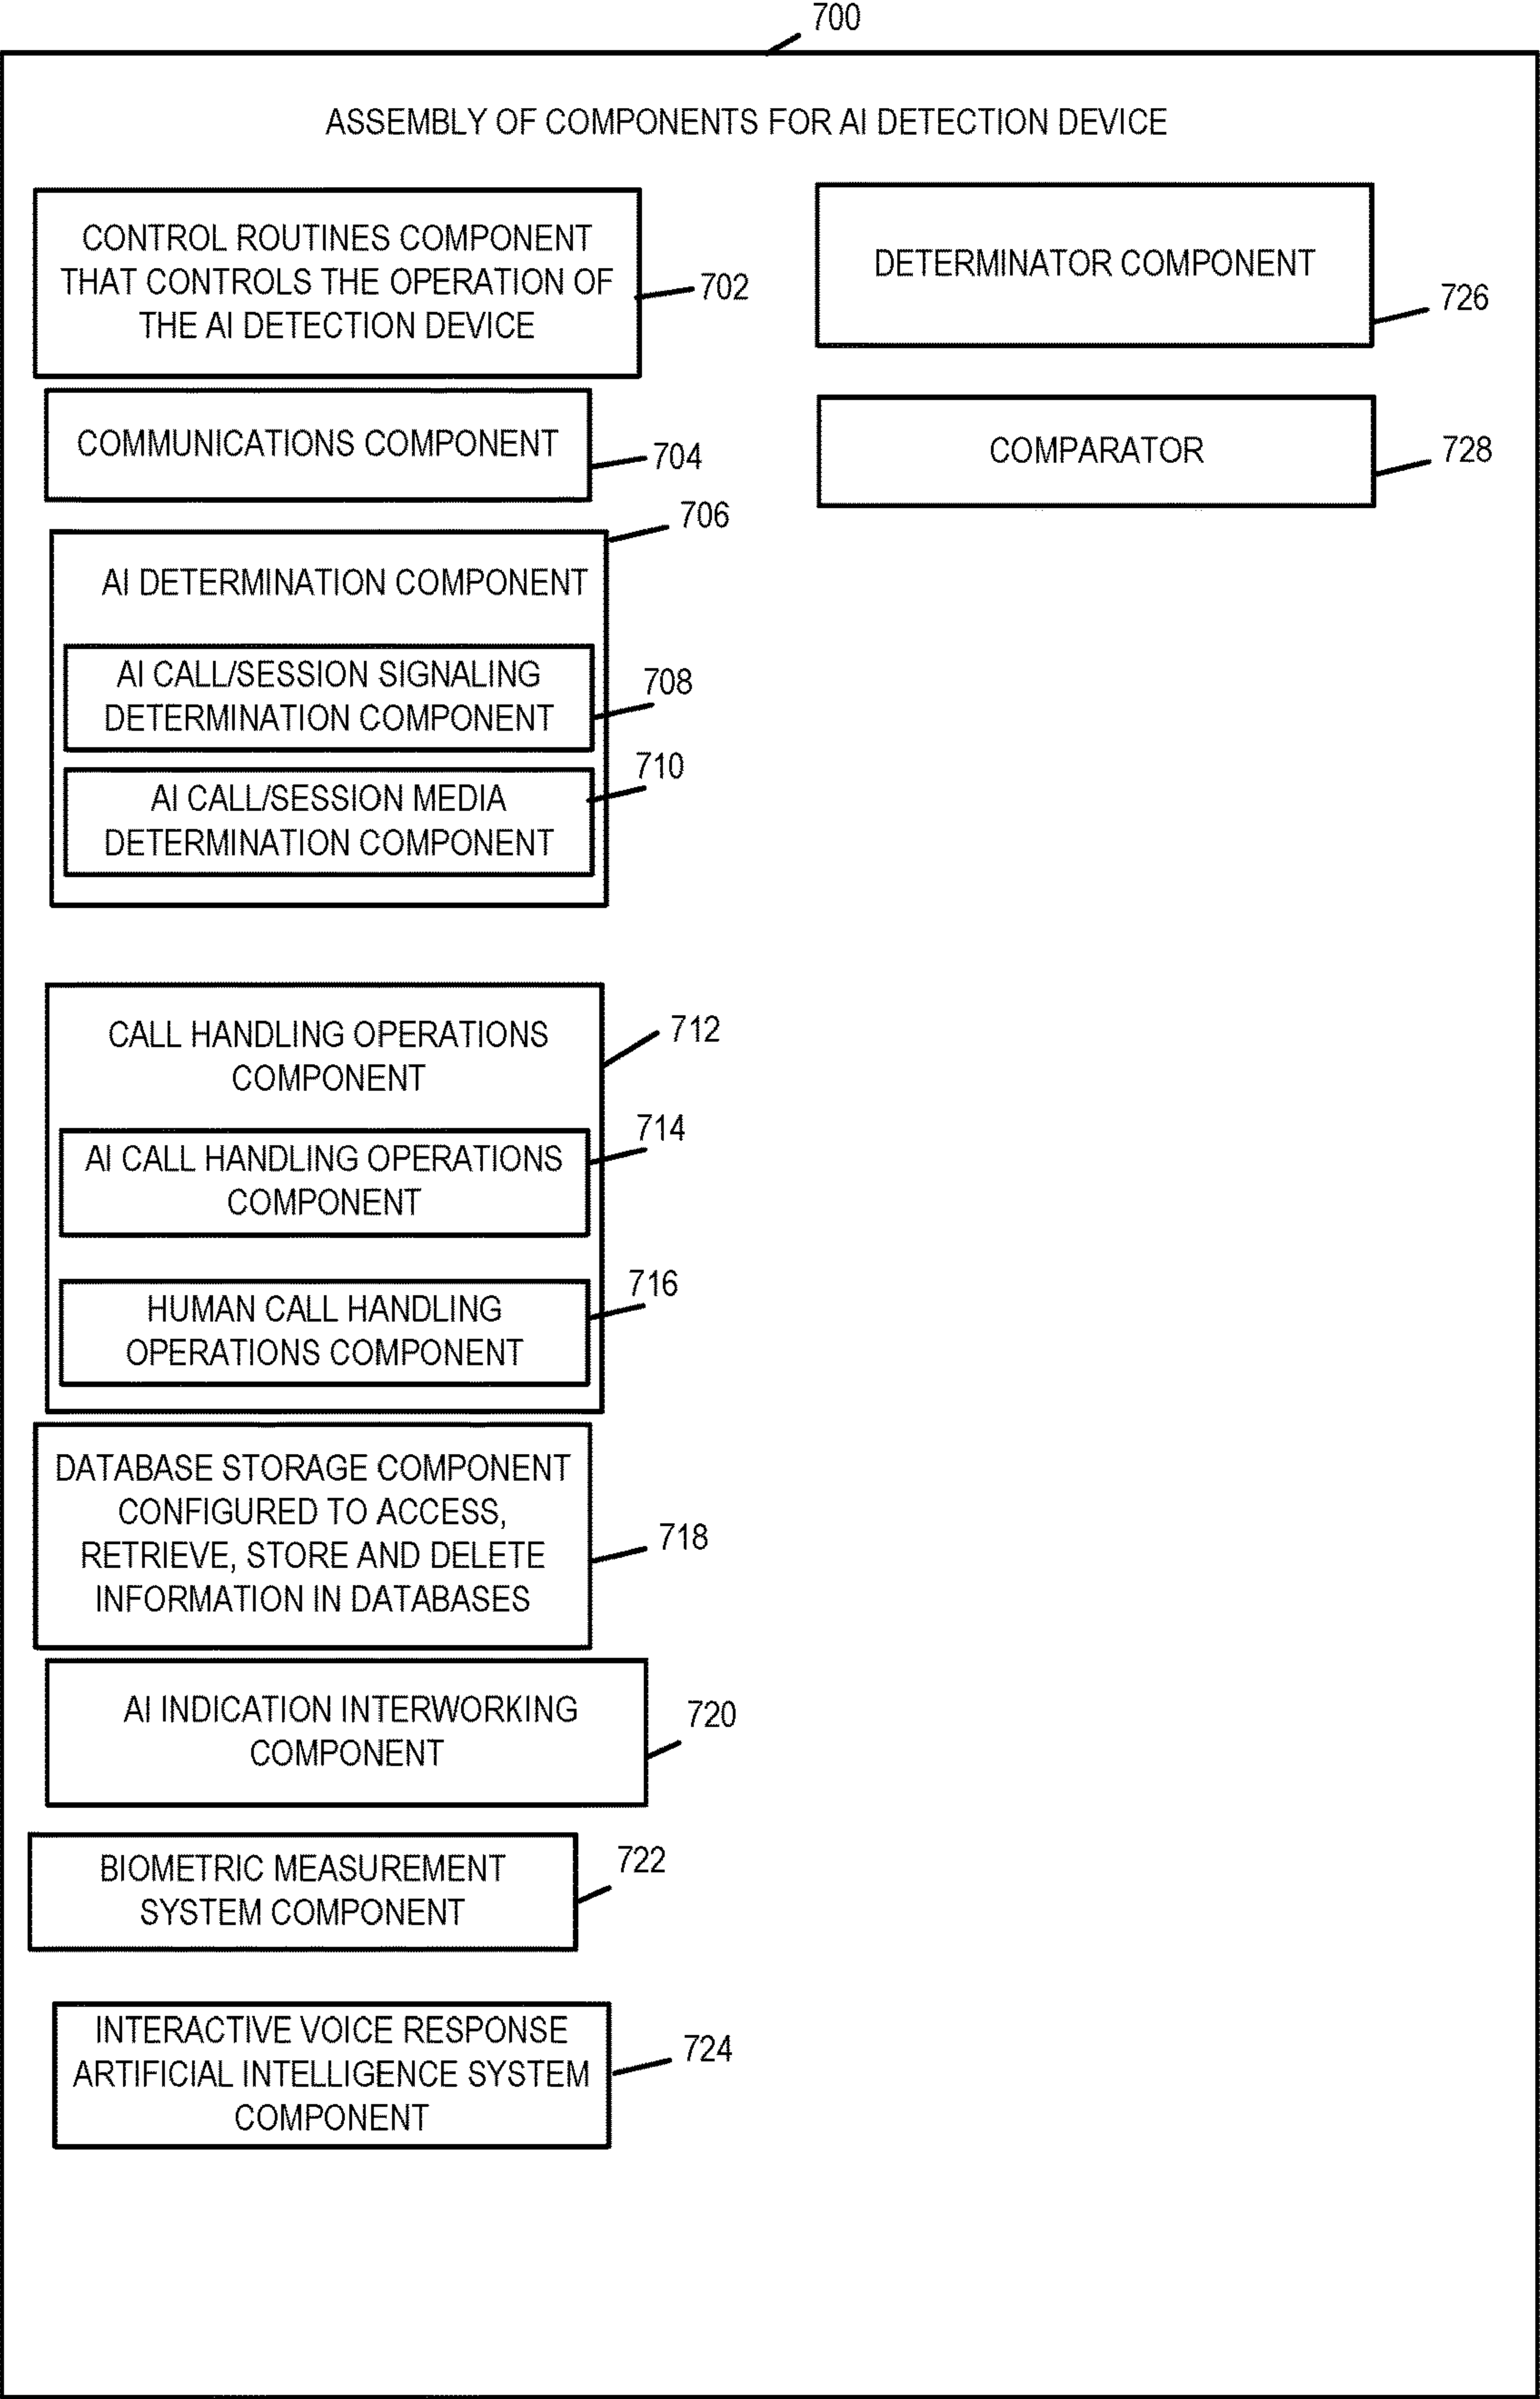 700
ASSEMBLY OF COMPONENTS FOR AI DETECTION DEVICE
CONTROL ROUTINES COMPONENT
THAT CONTROLS THE OPERATION OF
THE AI DETECTION DEVICE
702
COMMUNICATIONS COMPONENT
704
706
AI DETERMINATION COMPONENT
AI CALL/SESSION SIGNALING
DETERMINATION COMPONENT
708
AI CALL/SESSION MEDIA
DETERMINATION COMPONENT
710
CALL HANDLING OPERATIONS
COMPONENT
712
AI CALL HANDLING OPERATIONS
COMPONENT
714
HUMAN CALL HANDLING
OPERATIONS COMPONENT
716
DATABASE STORAGE COMPONENT
CONFIGURED TO ACCESS,
RETRIEVE, STORE AND DELETE
INFORMATION IN DATABASES
718
AI INDICATION INTERWORKING
COMPONENT
720
BIOMETRIC MEASUREMENT
SYSTEM COMPONENT
722
INTERACTIVE VOICE RESPONSE
ARTIFICIAL INTELLIGENCE SYSTEM
COMPONENT
724
DETERMINATOR COMPONENT
726
COMPARATOR
728